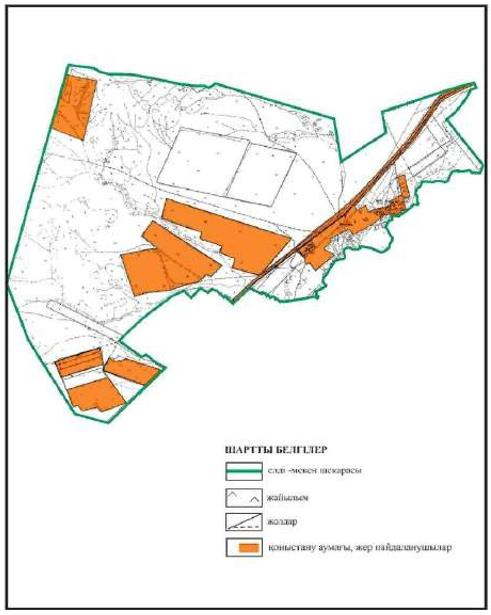 ШАРТТЫ БЕЛГІЛЕР
елді -мекен шекарасы
жайылым
жолдар
қоныстану аумағы, жер пайдаланушылар